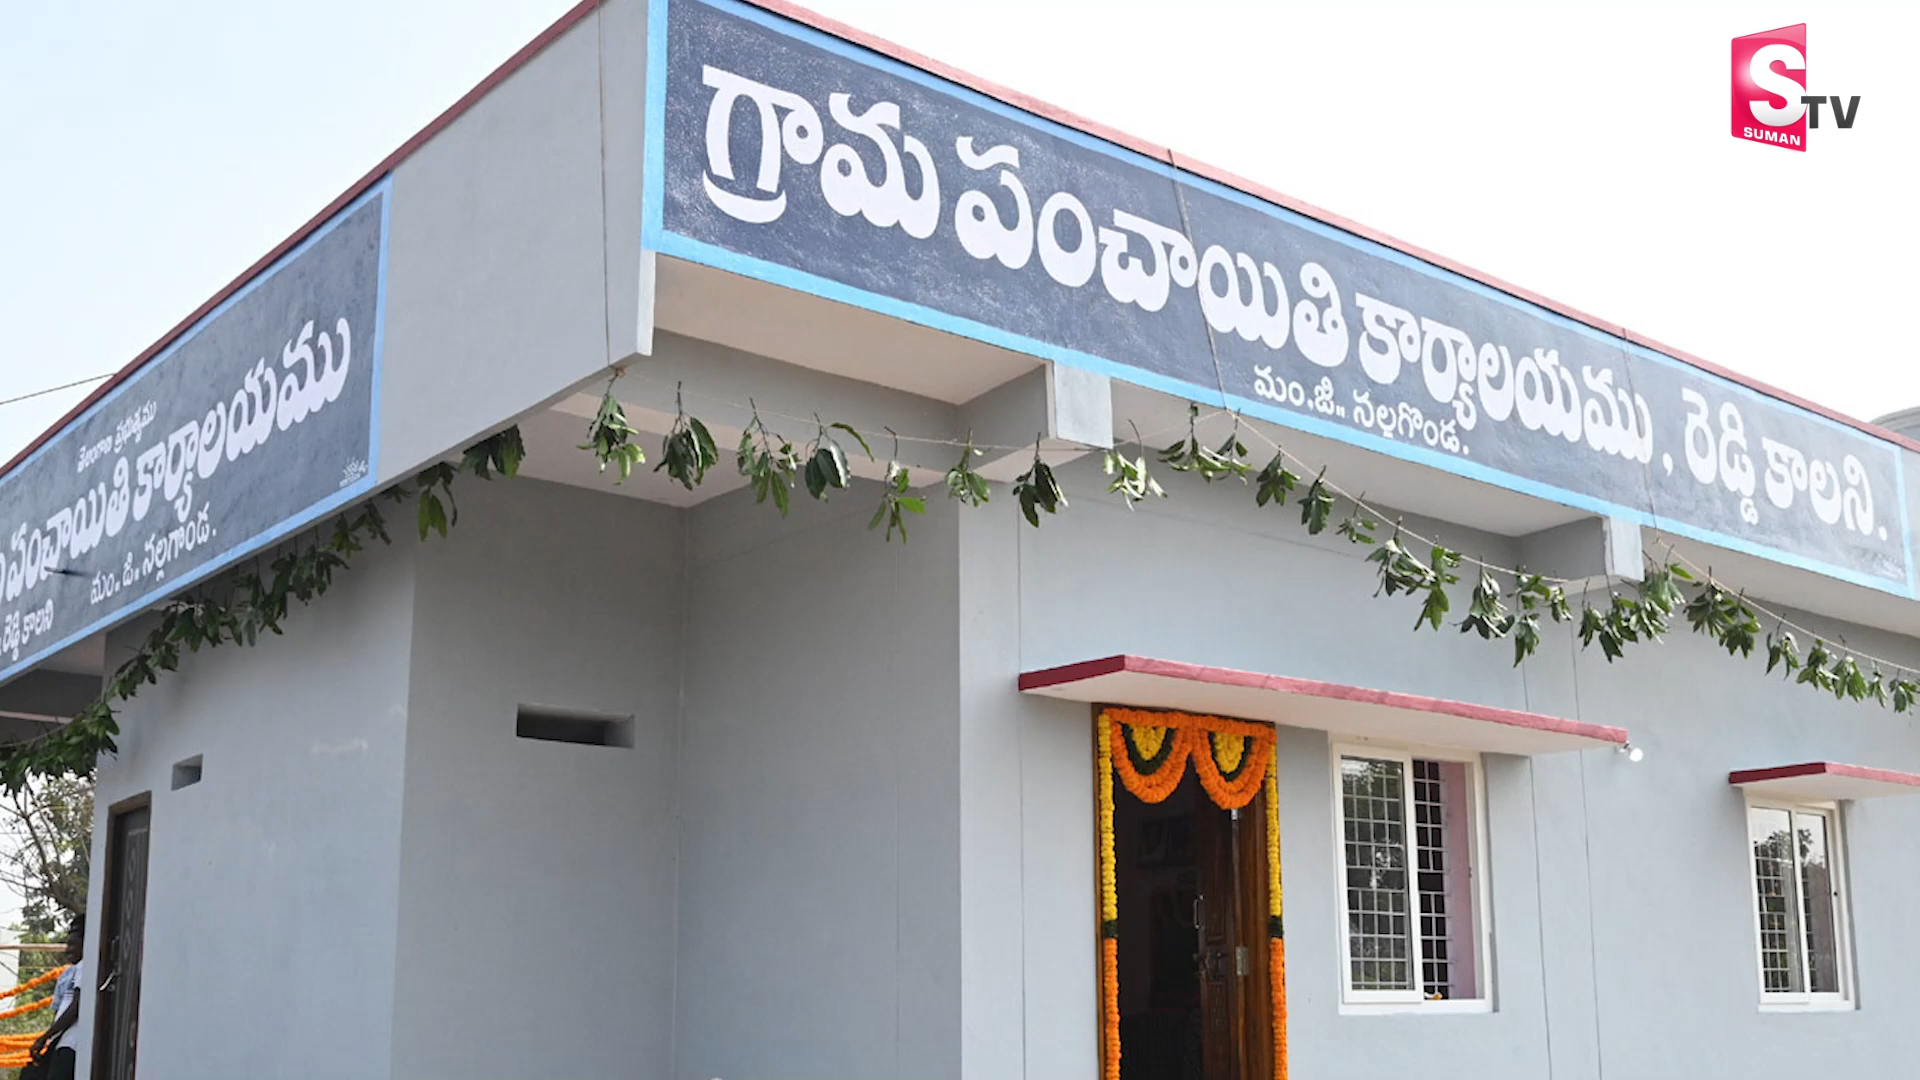 గ్రామ పంచాయితి కార్యాలయము, రెడ్డి కాలని.
మం.జి.. నల్లగొండ.
తెలంగాణ ప్రభుత్వము
పంచాయితి కార్యాలయము
రెడ్డి కాలని
మం. జి.. నల్లగొండ.
S
SUMAN
TV